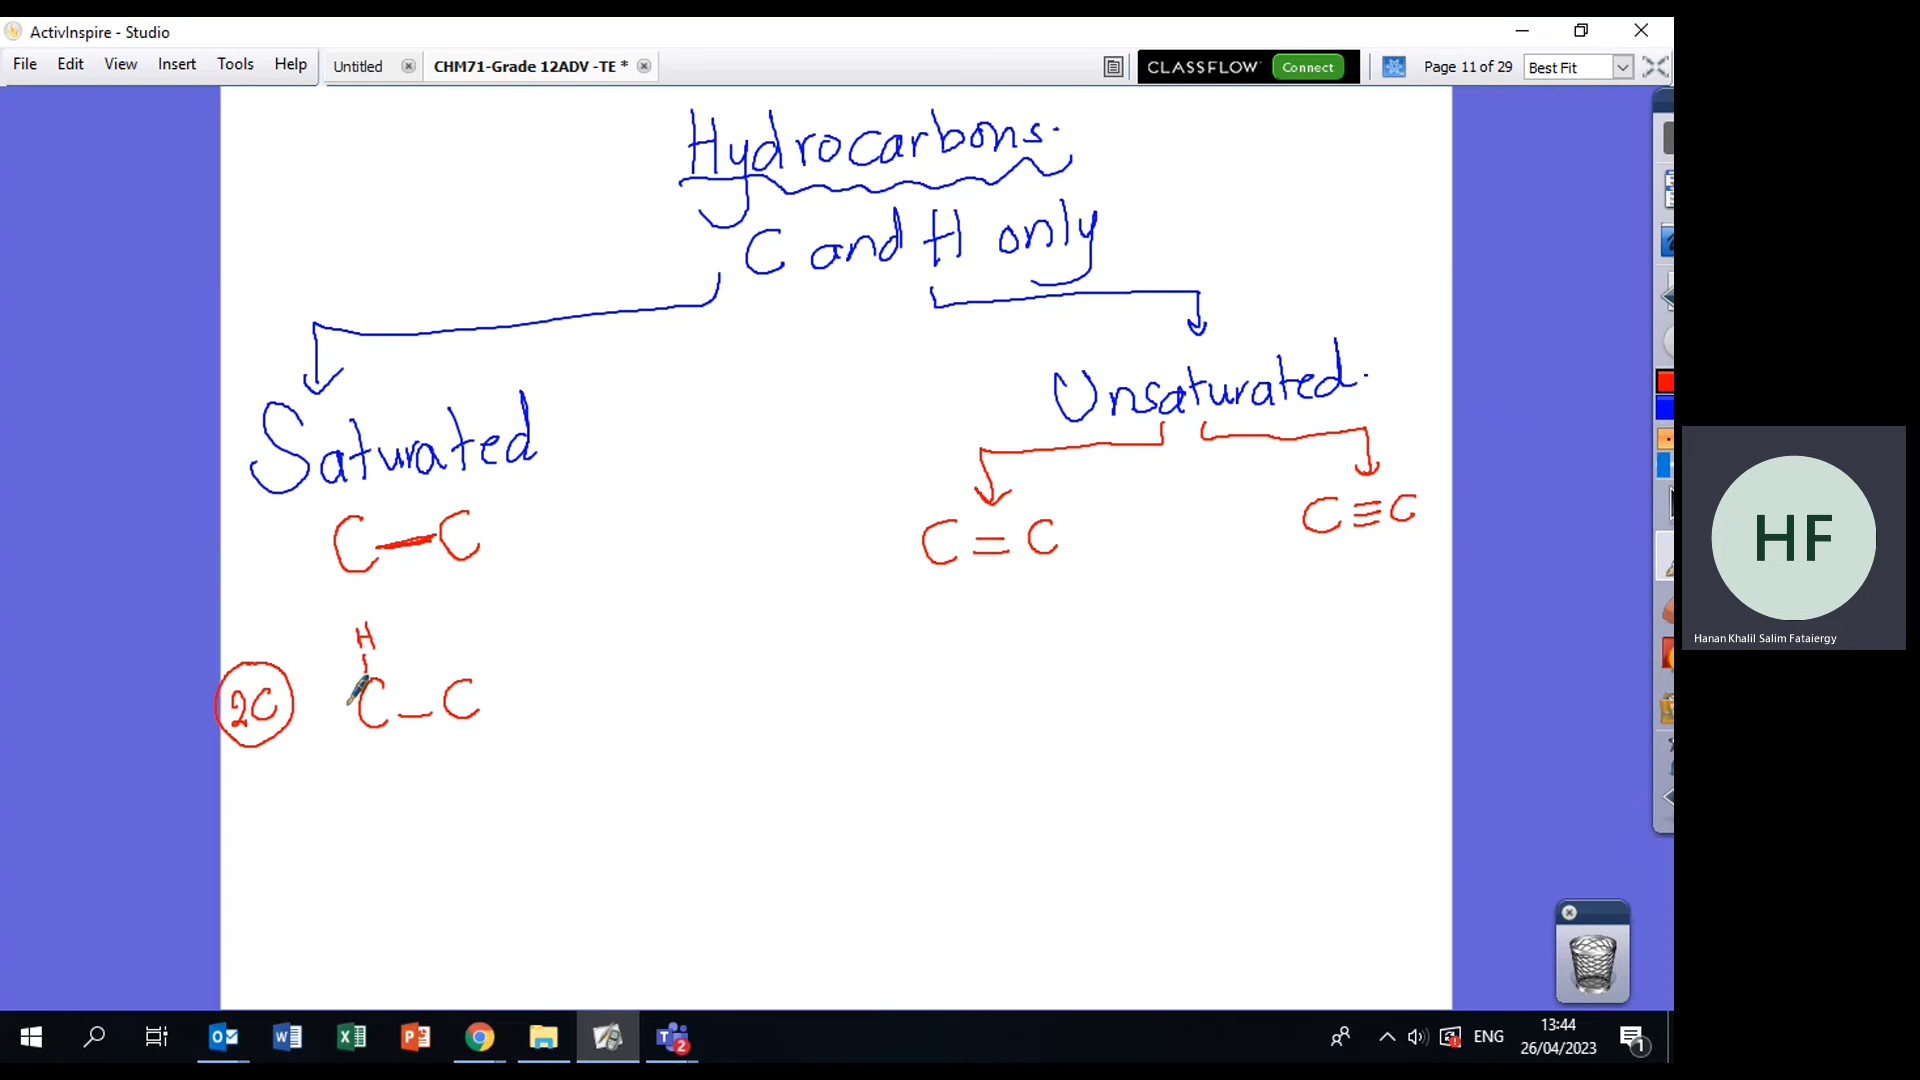 ActivInspire - Studio
File Edit View Insert Tools Help
Untitled
CHM71-Grade 12ADV -TE *
CLASSFLOW Connect
Page 11 of 29
Best Fit
Hydrocarbons.
C and H only
Saturated
Unsaturated.
C — C
C = C
C ≡ C
H
2C
C — C
HF
Hanan Khalil Salim Fataiergy
2
ENG
13:44
26/04/2023
1